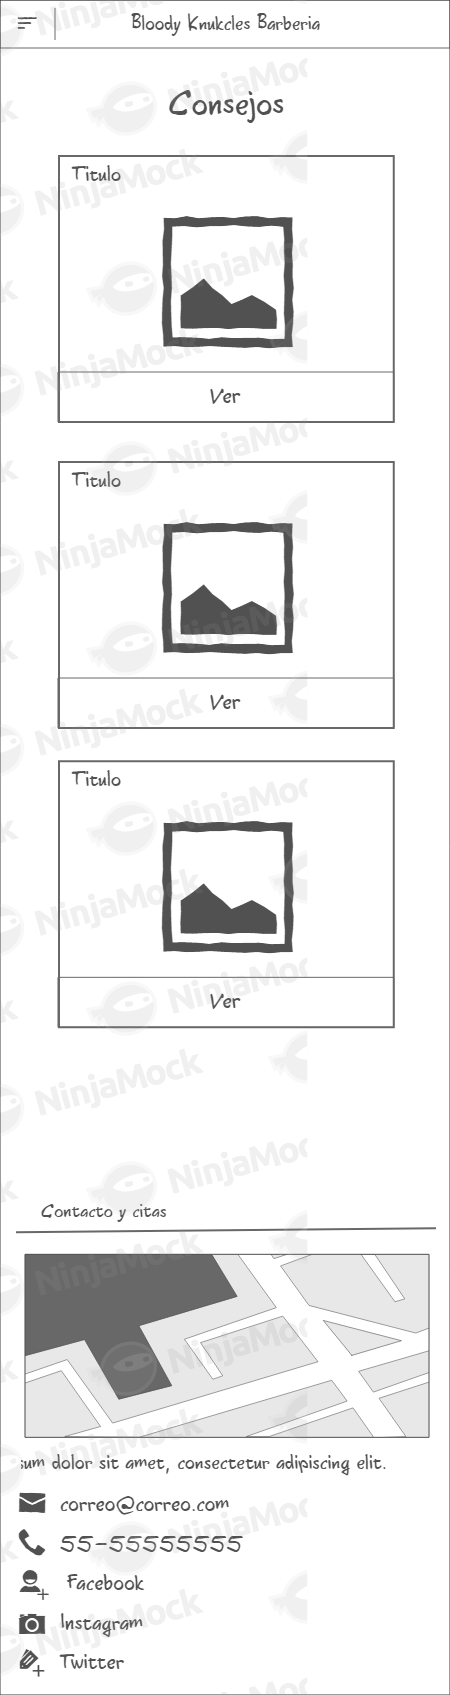 Bloody Knukcles Barberia
Consejos
Titulo
Ver
Titulo
Ver
Titulo
Ver
Contacto y citas
sum dolor sit amet, consectetur adipiscing elit.
correo@correo.com
55-55555555
Facebook
Instagram
Twitter
NinjaMock